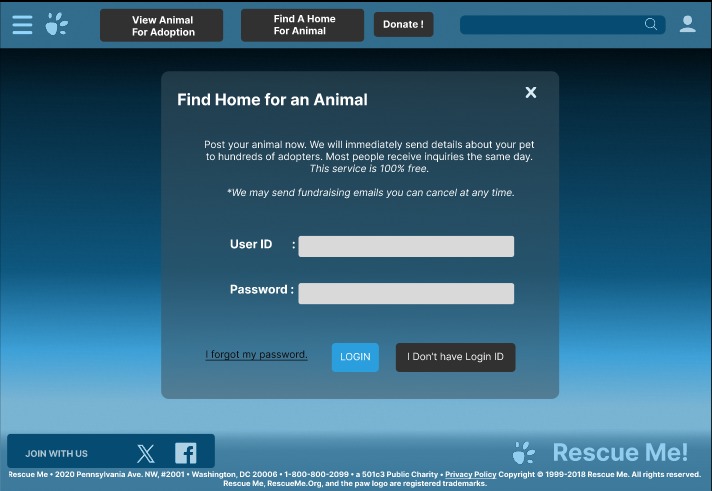 View Animal
For Adoption
Find A Home
For Animal
Donate !
Find Home for an Animal
X
Post your animal now. We will immediately send details about your pet
to hundreds of adopters. Most people receive inquiries the same day.
This service is 100% free.
*We may send fundraising emails you can cancel at any time.
User ID :
Password :
I forgot my password.
LOGIN
I Don't have Login ID
JOIN WITH US
Rescue Me!
Rescue Me • 2020 Pennsylvania Ave. NW, #2001 • Washington, DC 20006 • 1-800-800-2099 • a 501c3 Public Charity • Privacy Policy Copyright © 1999-2018 Rescue Me. All rights reserved.
Rescue Me, RescueMe.Org, and the paw logo are registered trademarks.